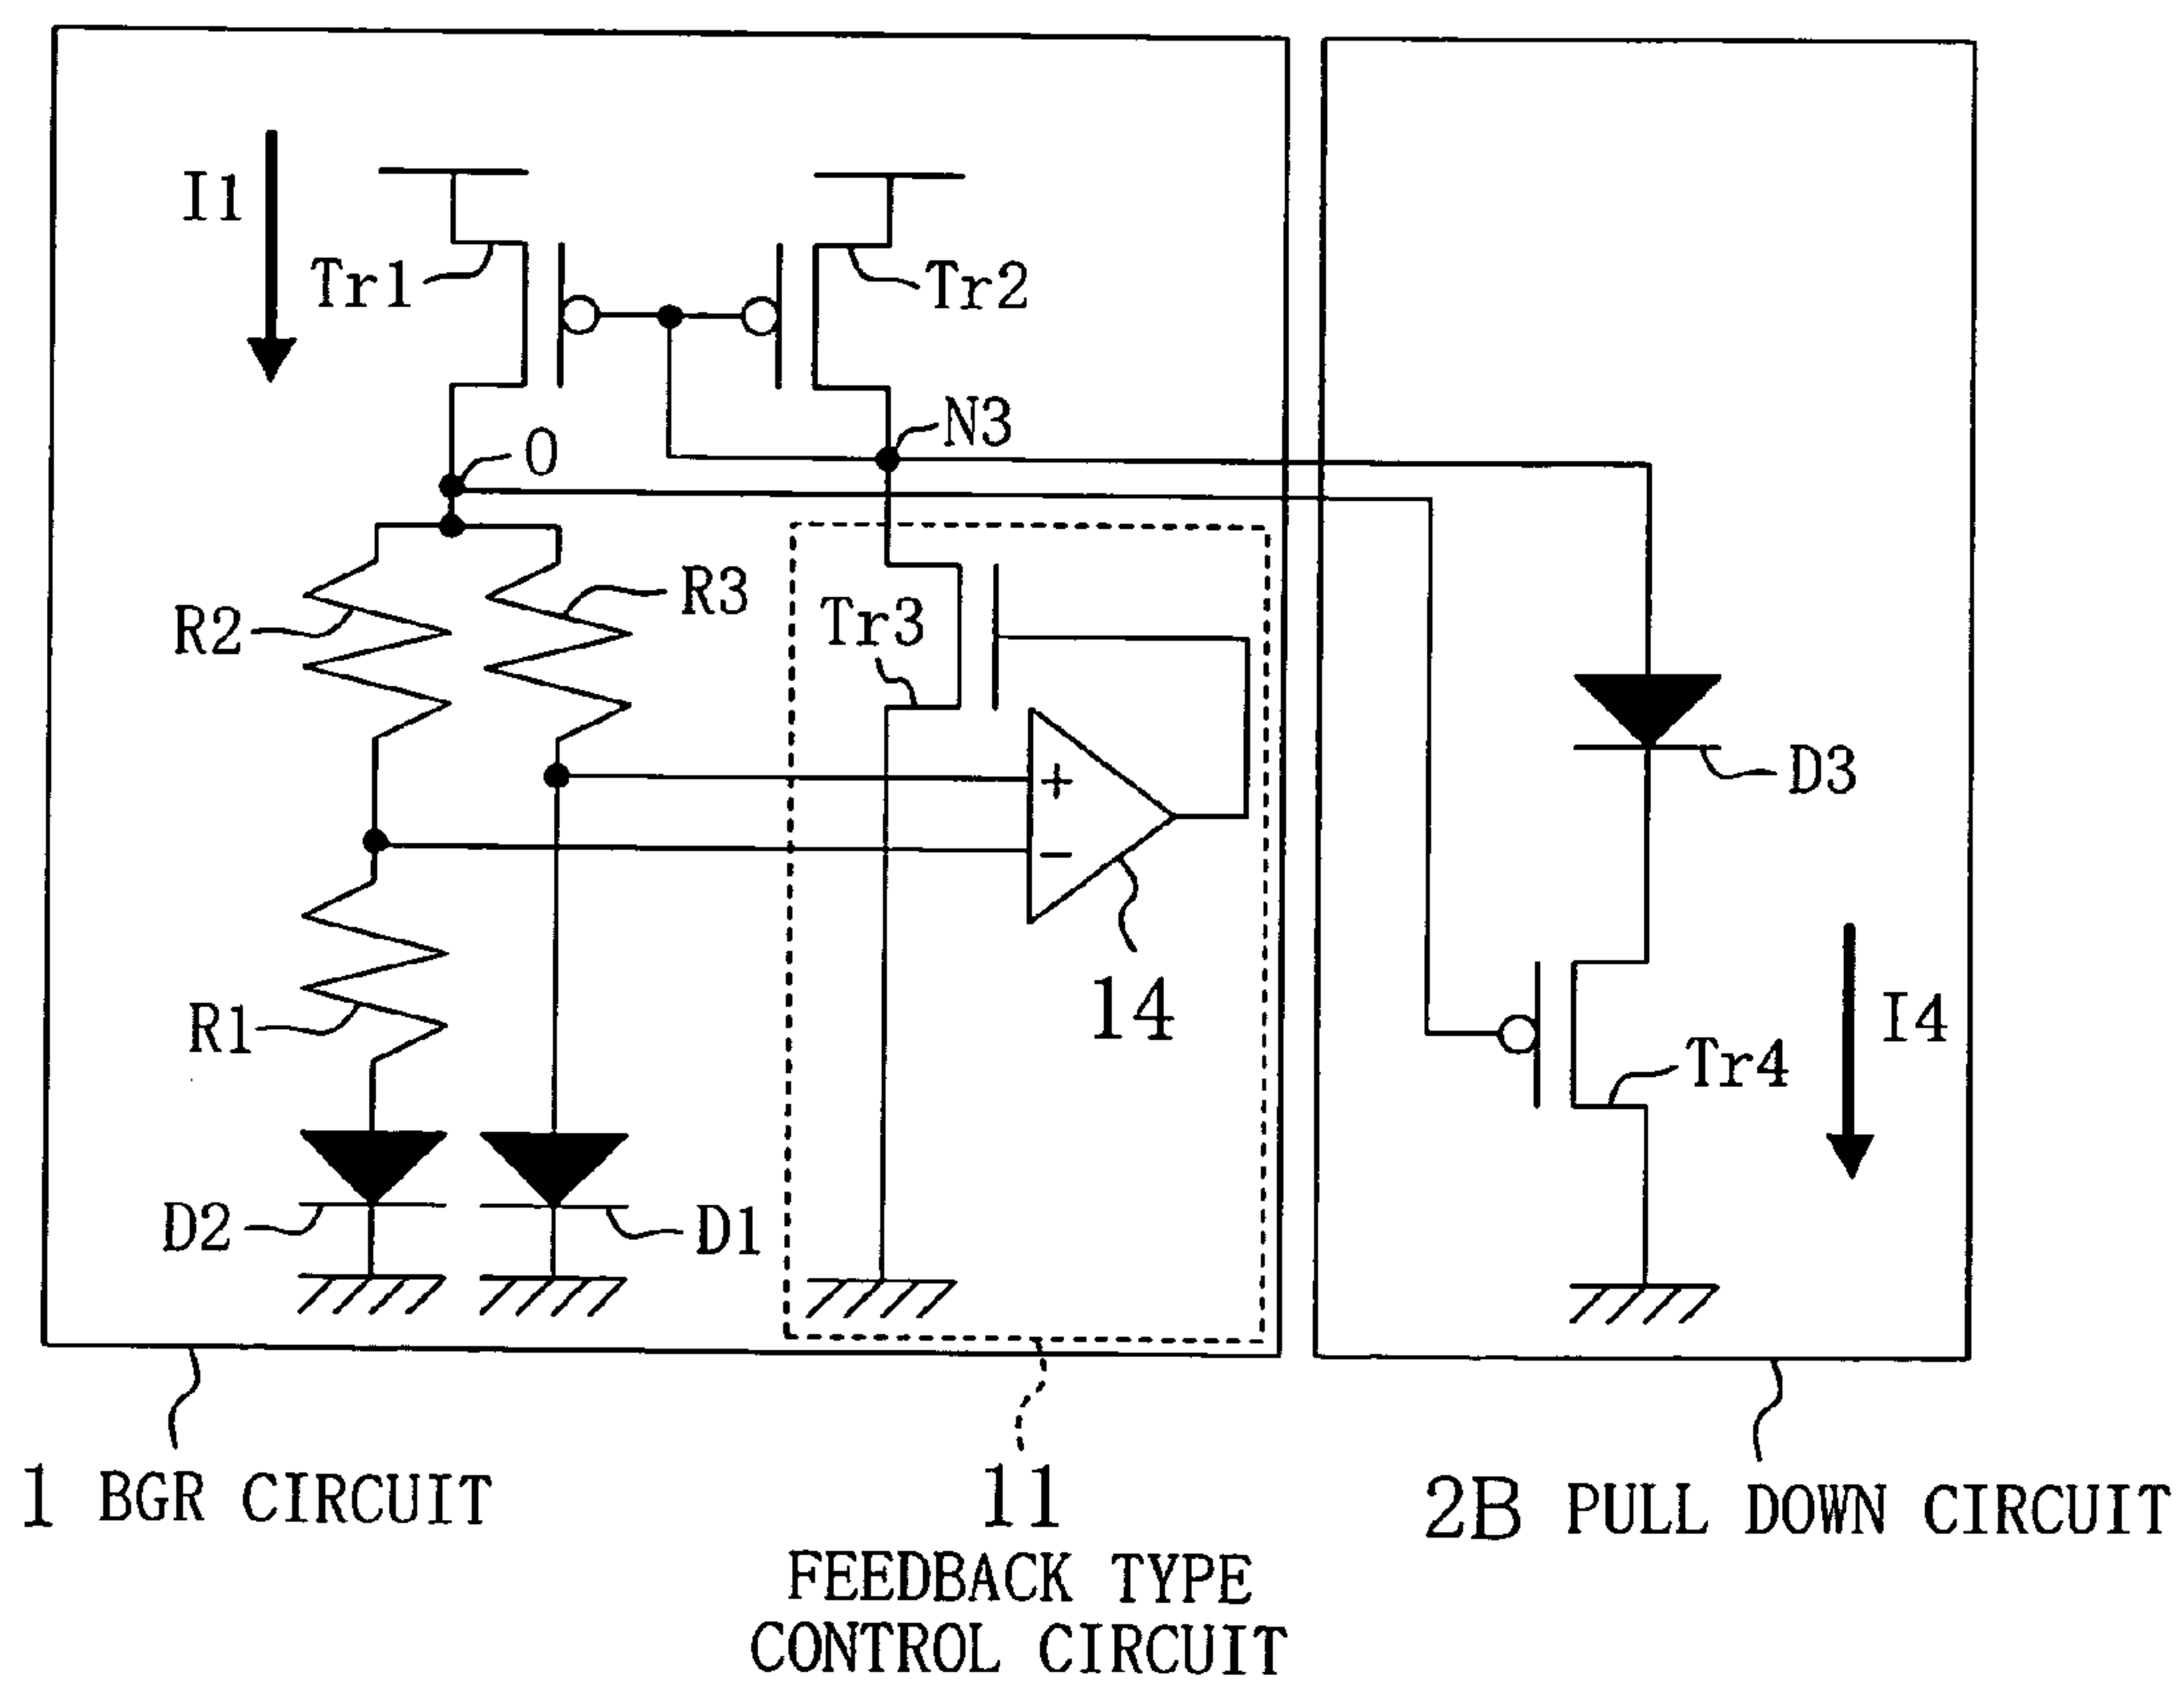 I1
Tr1
Tr2
N3
O
R2
R3
Tr3
+
−
D3
14
R1
I4
Tr4
D2
D1
1 BGR CIRCUIT
11
FEEDBACK TYPE
CONTROL CIRCUIT
2B PULL DOWN CIRCUIT